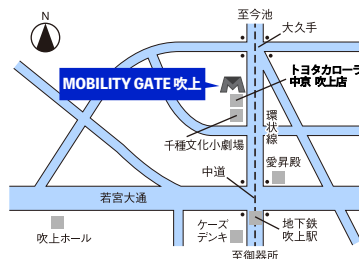 N
至今池
大久手
MOBILITY GATE 吹上
トヨタカローラ
中京 吹上店
環状線
千種文化小劇場
愛昇殿
中道
若宮大通
吹上ホール
ケーズ
デンキ
地下鉄
吹上駅
至御器所